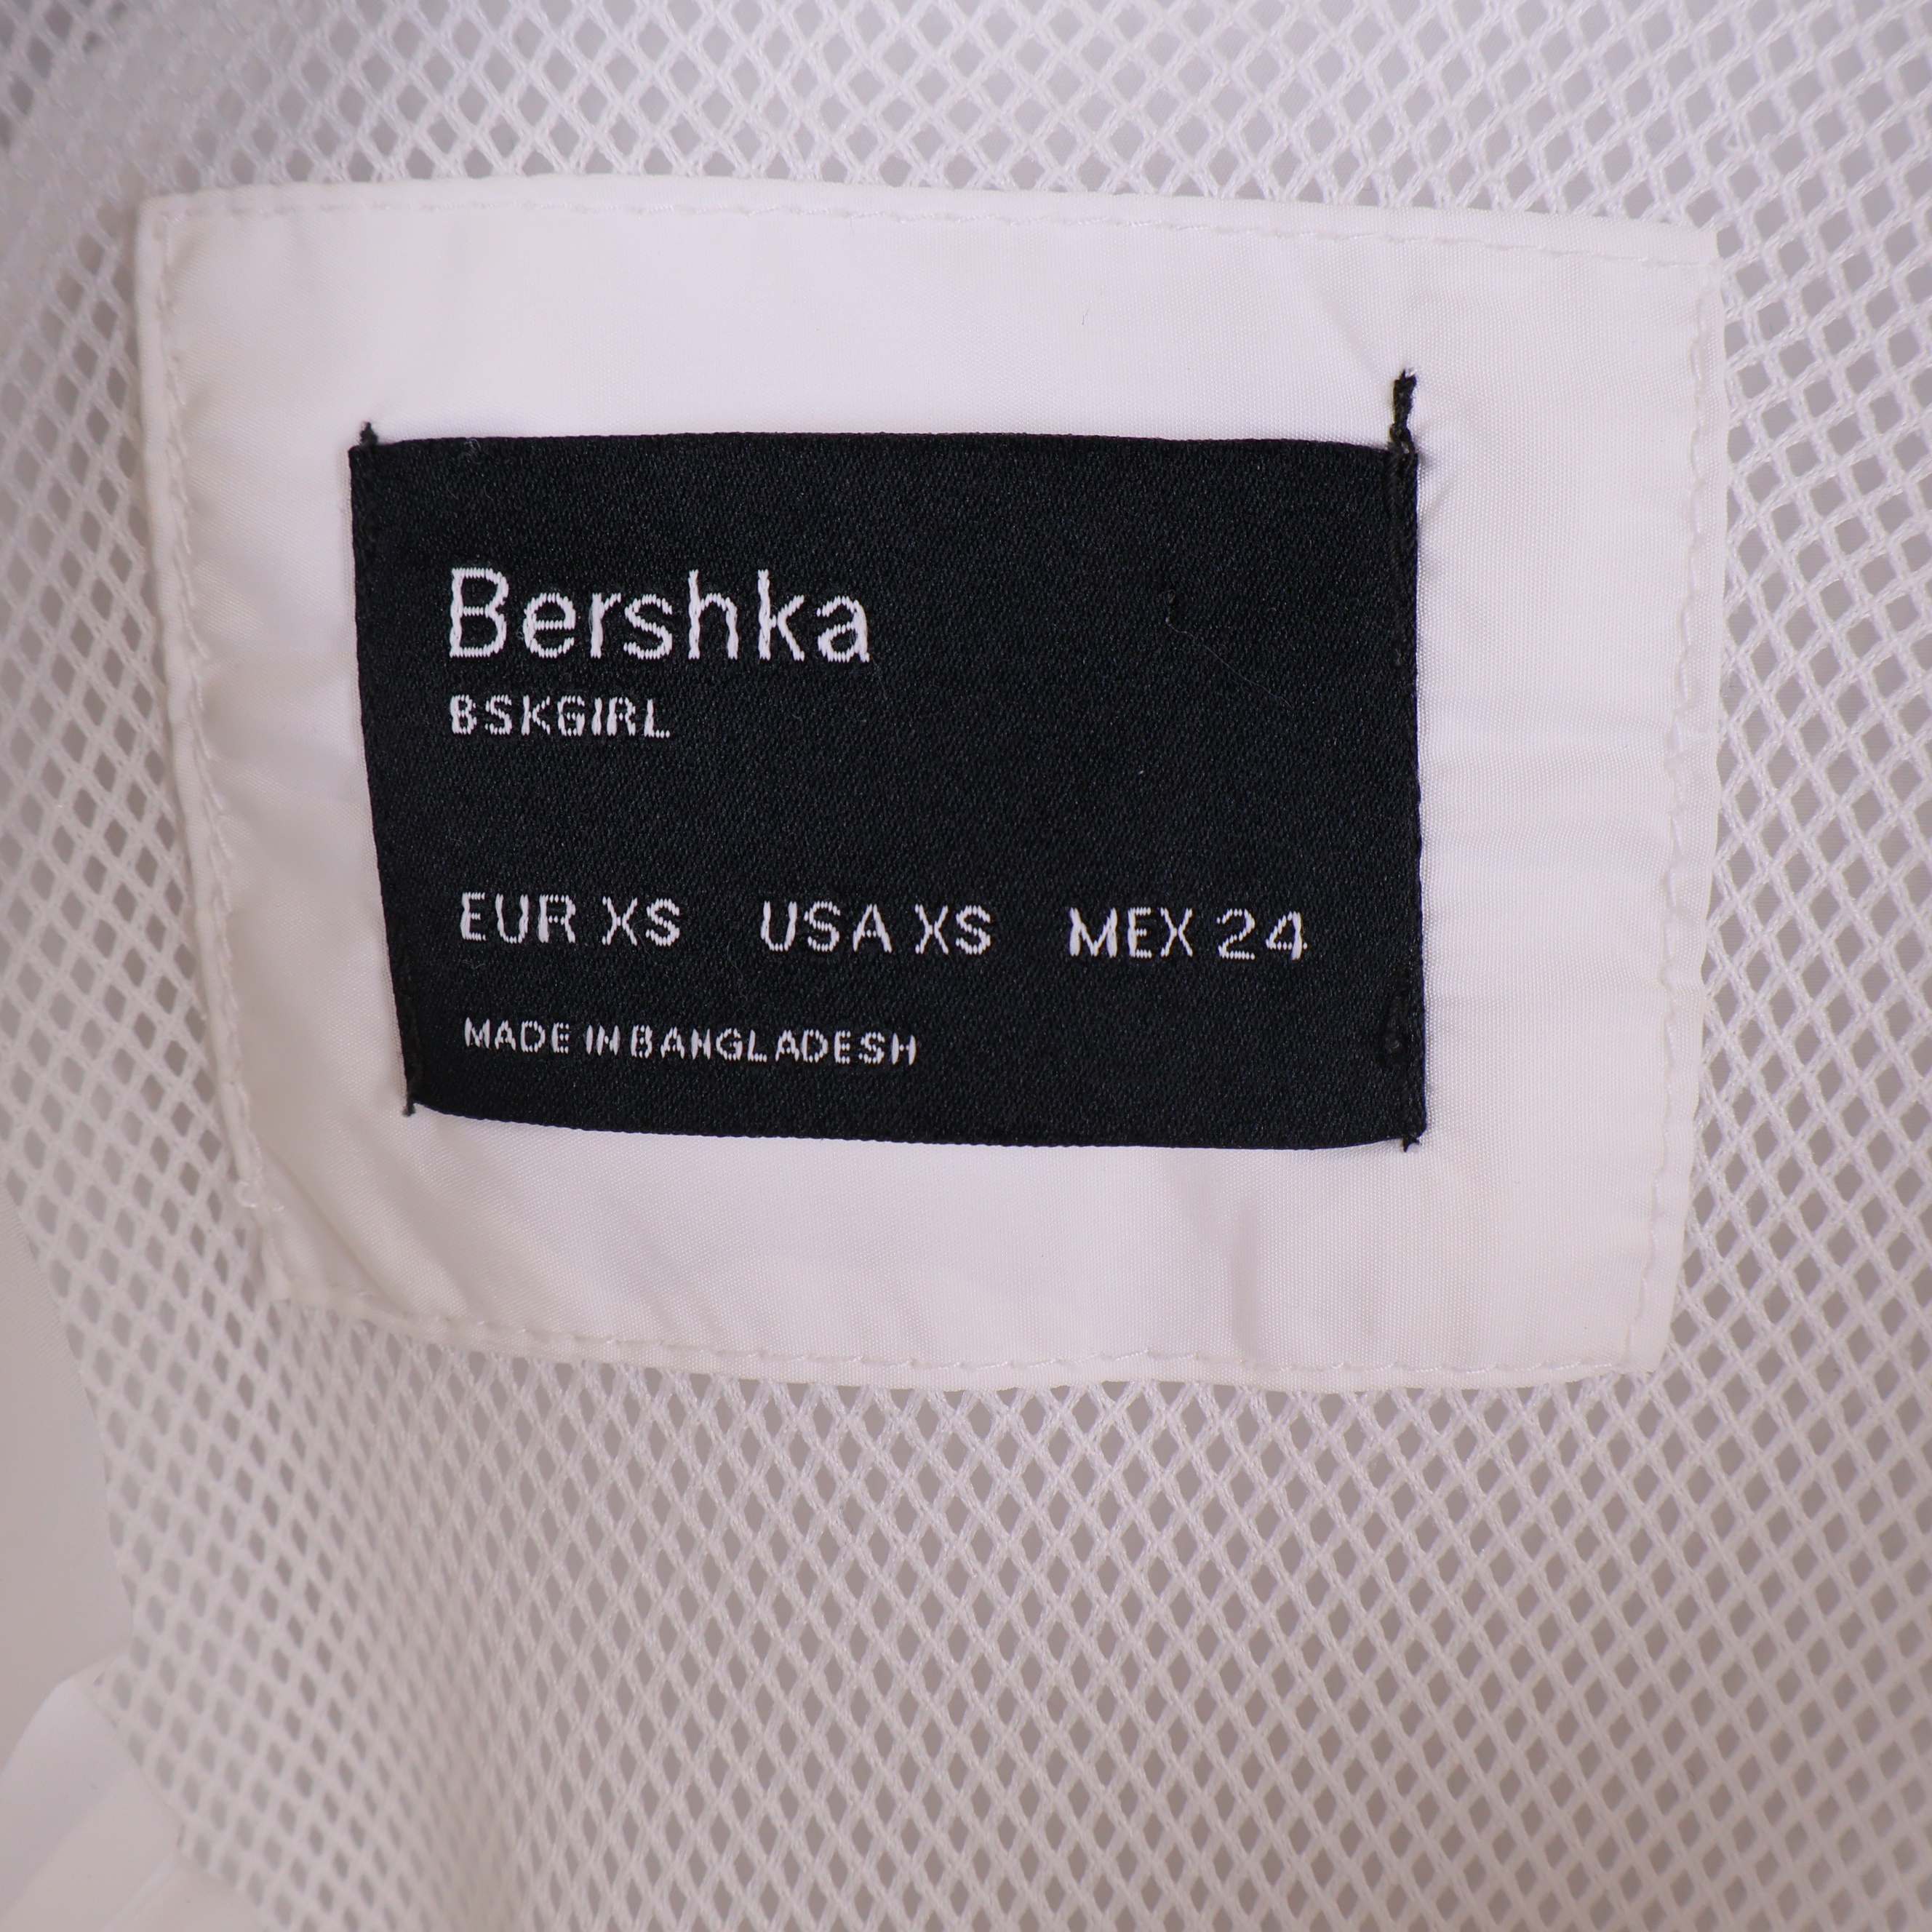 Bershka
BSKGIRL
EUR XS USA XS MEX 24
MADE IN BANGLADESH